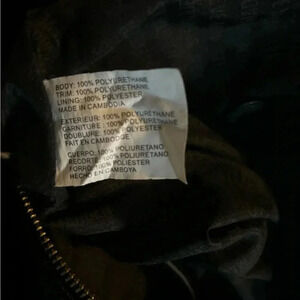 BODY: 100% POLYURETHANE
TRIM: 100% POLYURETHANE
LINING: 100% POLYESTER
MADE IN CAMBODIA
EXTERIEUR: 100% POLYURETHANE
GARNITURE : 100% POLYURETHANE
DOUBLURE: 100% POLYESTER
FAIT EN CAMBODGE
CUERPO: 100% POLIURETANO
RECORTE: 100% POLIURETANO
FORRO: 100% POLIÉSTER
HECHO EN CAMBOYA